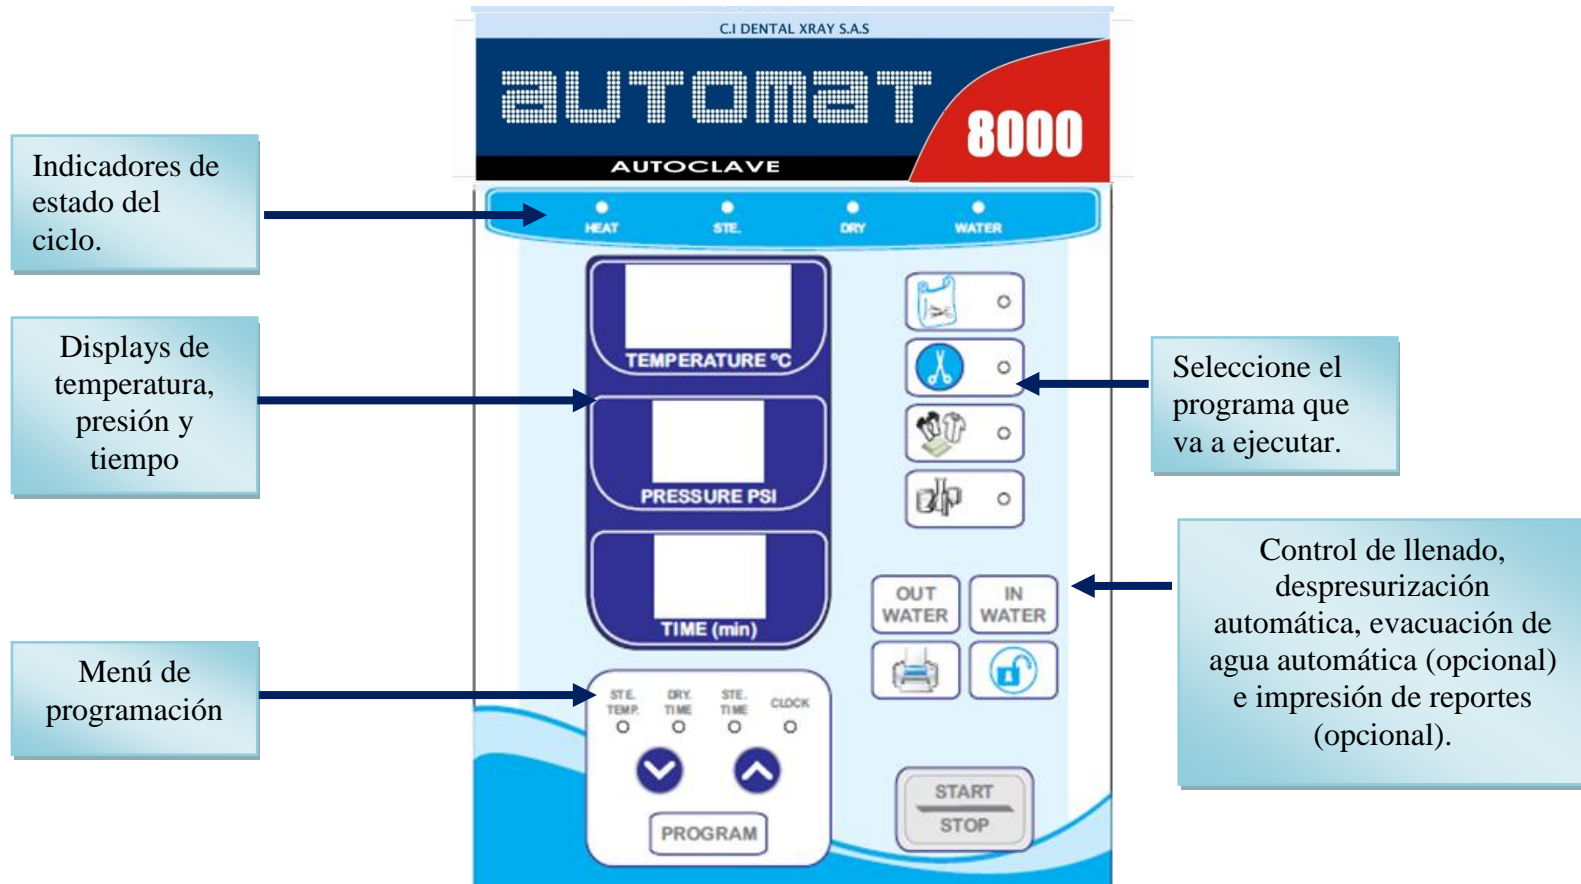 C.I DENTAL XRAY S.A.S
AUTOMAT
8000
AUTOCLAVE
Indicadores de
estado del
ciclo.
HEAT
STE.
DRY
WATER
Displays de
temperatura,
presión y
tiempo
TEMPERATURE ºC
PRESSURE PSI
TIME (min)
Seleccione el
programa que
va a ejecutar.
OUT
WATER
IN
WATER
Control de llenado,
despresurización
automática, evacuación de
agua automática (opcional)
e impresión de reportes
(opcional).
Menú de
programación
STE.
TEMP.
DRY.
TIME
STE.
TIME
CLOCK
PROGRAM
START
STOP